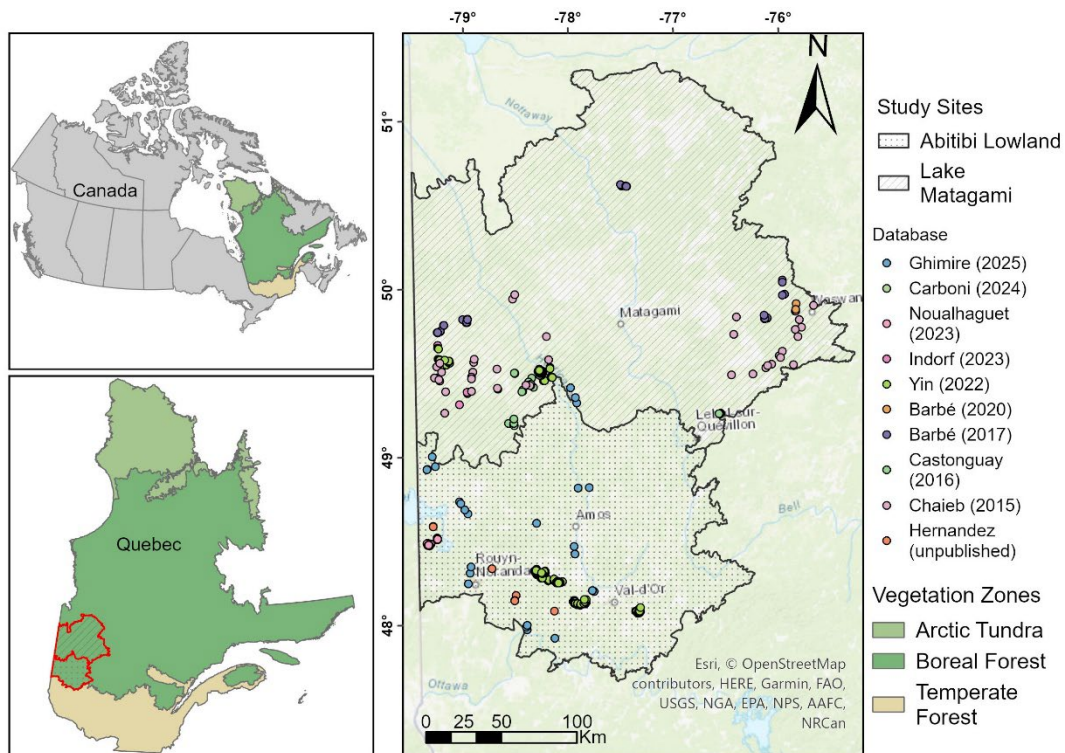 Canada
Quebec
-79°
-78°
-77°
-76°
51°
50°
49°
48°
N
Nottaway
Matagami
Waswan
Lebel-sur-
Quévillon
Bell
Amos
Rouyn-
Noranda
Val-d'Or
Ottawa
Esri, © OpenStreetMap
contributors, HERE, Garmin, FAO,
USGS, NGA, EPA, NPS, AAFC,
NRCan
0 25 50 100
Km
Study Sites
Abitibi Lowland
Lake
Matagami
Database
Ghimire (2025)
Carboni (2024)
Noualhaguet
(2023)
Indorf (2023)
Yin (2022)
Barbé (2020)
Barbé (2017)
Castonguay
(2016)
Chaieb (2015)
Hernandez
(unpublished)
Vegetation Zones
Arctic Tundra
Boreal Forest
Temperate
Forest